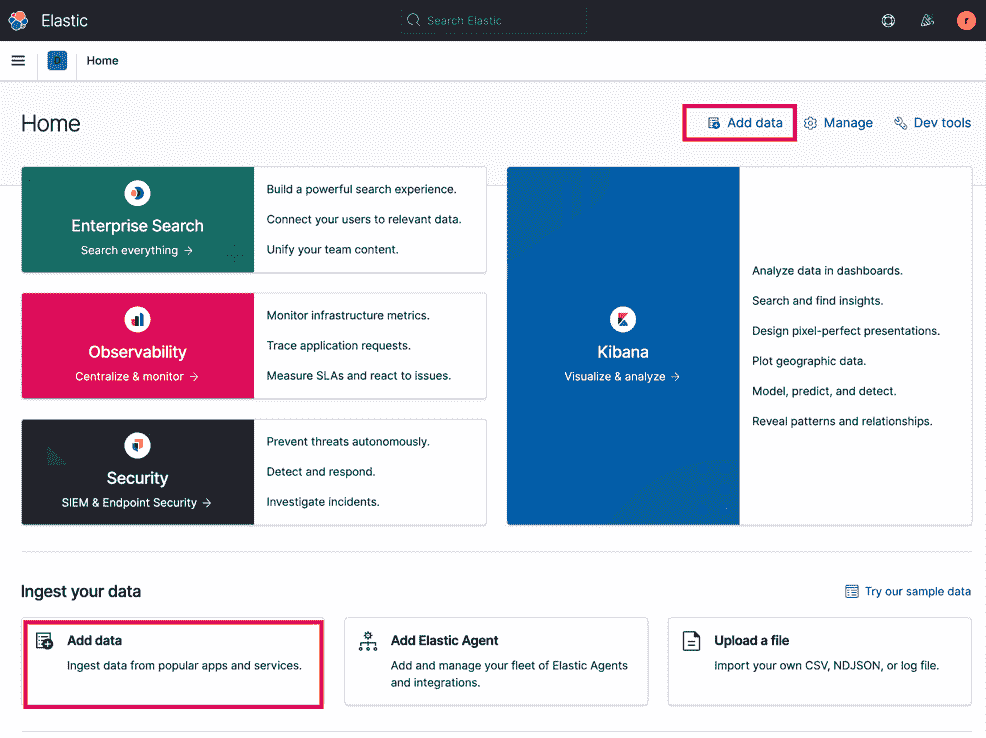 Elastic
Search Elastic
r
Home
Home
Add data
Manage
Dev tools
Enterprise Search
Search everything →
Build a powerful search experience.
Connect your users to relevant data.
Unify your team content.
Observability
Centralize & monitor →
Monitor infrastructure metrics.
Trace application requests.
Measure SLAs and react to issues.
Security
SIEM & Endpoint Security →
Prevent threats autonomously.
Detect and respond.
Investigate incidents.
Kibana
Visualize & analyze →
Analyze data in dashboards.
Search and find insights.
Design pixel-perfect presentations.
Plot geographic data.
Model, predict, and detect.
Reveal patterns and relationships.
Ingest your data
Try our sample data
Add data
Ingest data from popular apps and services.
Add Elastic Agent
Add and manage your fleet of Elastic Agents
and integrations.
Upload a file
Import your own CSV, NDJSON, or log file.